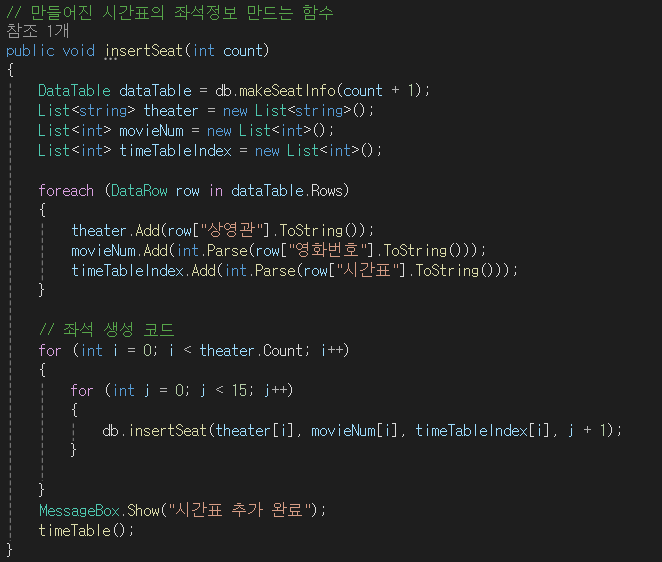 // 만들어진 시간표의 좌석정보 만드는 함수
참조 1개
public void insertSeat(int count)
{
DataTable dataTable = db.makeSeatInfo(count + 1);
List<string> theater = new List<string>();
List<int> movieNum = new List<int>();
List<int> timeTableIndex = new List<int>();
foreach (DataRow row in dataTable.Rows)
{
theater.Add(row["상영관"].ToString());
movieNum.Add(int.Parse(row["영화번호"].ToString()));
timeTableIndex.Add(int.Parse(row["시간표"].ToString()));
}
// 좌석 생성 코드
for (int i = 0; i < theater.Count; i++)
{
for (int j = 0; j < 15; j++)
{
db.insertSeat(theater[i], movieNum[i], timeTableIndex[i], j + 1);
}
}
MessageBox.Show("시간표 추가 완료");
timeTable();
}